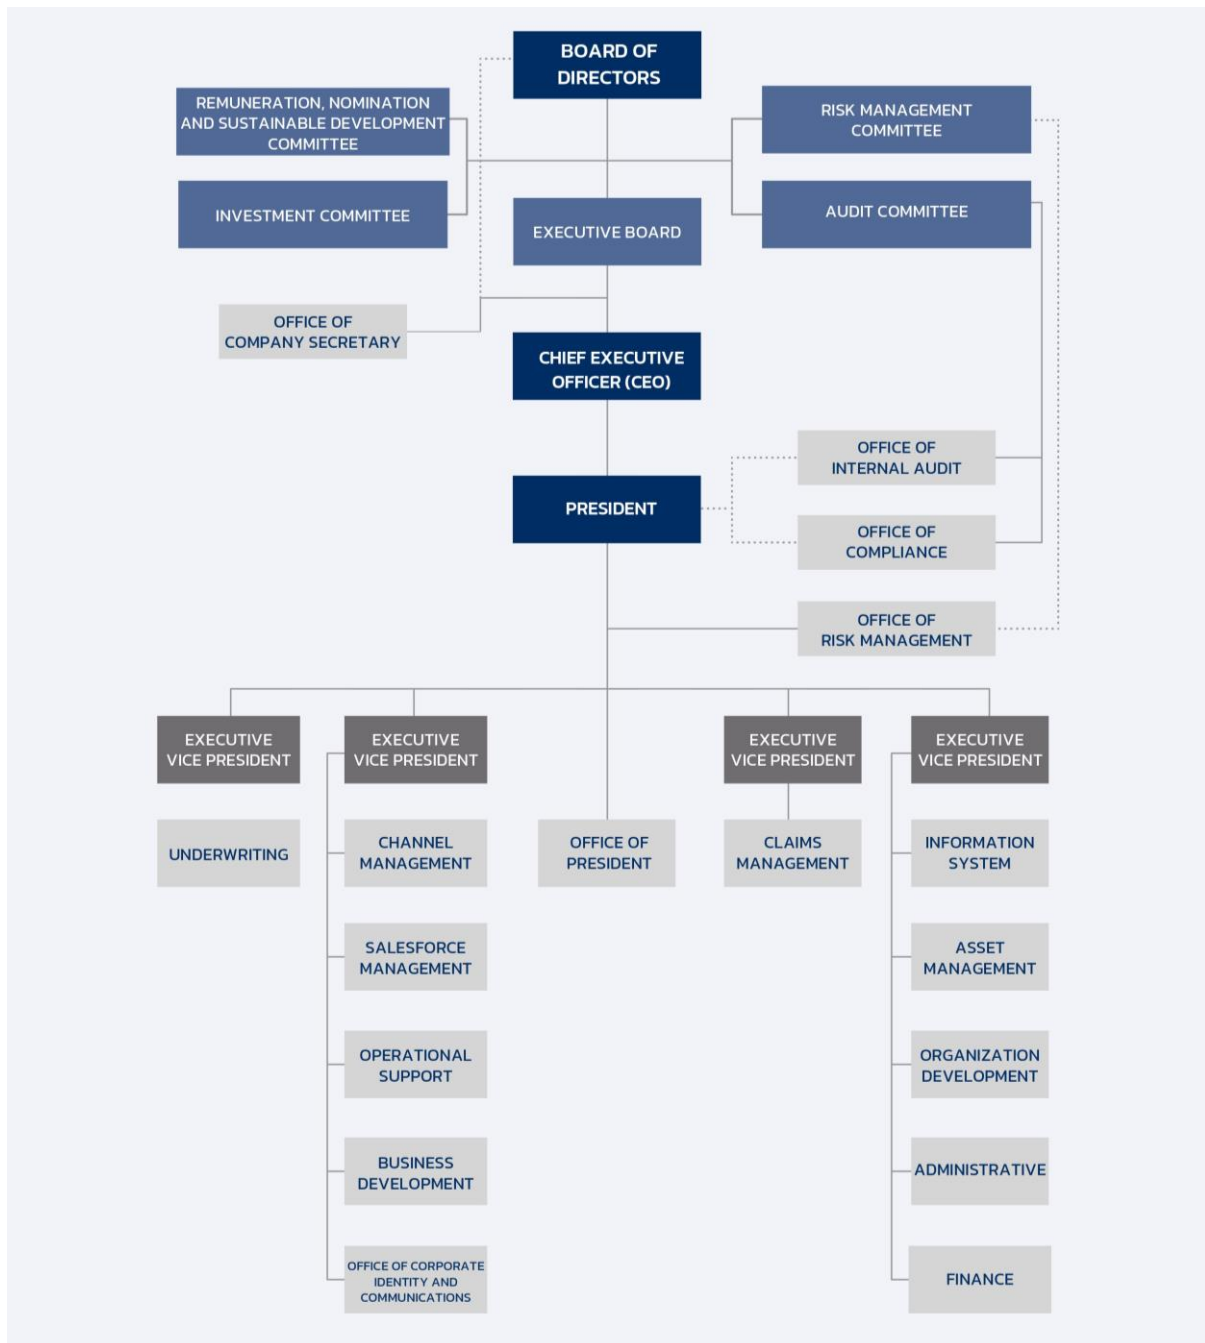 BOARD OF
DIRECTORS
REMUNERATION, NOMINATION
AND SUSTAINABLE DEVELOPMENT
COMMITTEE
RISK MANAGEMENT
COMMITTEE
INVESTMENT COMMITTEE
EXECUTIVE BOARD
AUDIT COMMITTEE
OFFICE OF
COMPANY SECRETARY
CHIEF EXECUTIVE
OFFICER (CEO)
OFFICE OF
INTERNAL AUDIT
PRESIDENT
OFFICE OF
COMPLIANCE
OFFICE OF
RISK MANAGEMENT
EXECUTIVE
VICE PRESIDENT
EXECUTIVE
VICE PRESIDENT
EXECUTIVE
VICE PRESIDENT
EXECUTIVE
VICE PRESIDENT
UNDERWRITING
CHANNEL
MANAGEMENT
OFFICE OF
PRESIDENT
CLAIMS
MANAGEMENT
INFORMATION
SYSTEM
SALESFORCE
MANAGEMENT
ASSET
MANAGEMENT
OPERATIONAL
SUPPORT
ORGANIZATION
DEVELOPMENT
BUSINESS
DEVELOPMENT
ADMINISTRATIVE
OFFICE OF CORPORATE
IDENTITY AND
COMMUNICATIONS
FINANCE